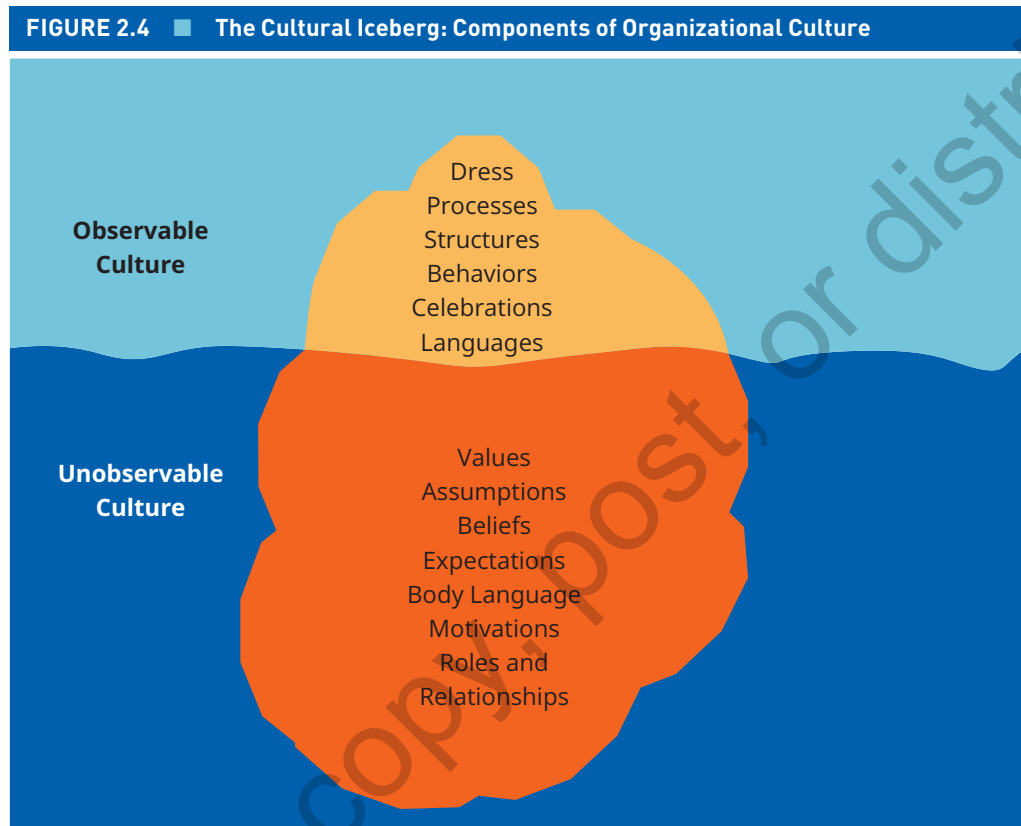 FIGURE 2.4 ■ The Cultural Iceberg: Components of Organizational Culture
Dress
Processes
Structures
Behaviors
Celebrations
Languages
Observable
Culture
Values
Assumptions
Beliefs
Expectations
Body Language
Motivations
Roles and
Relationships
Unobservable
Culture
copy, post, or distr